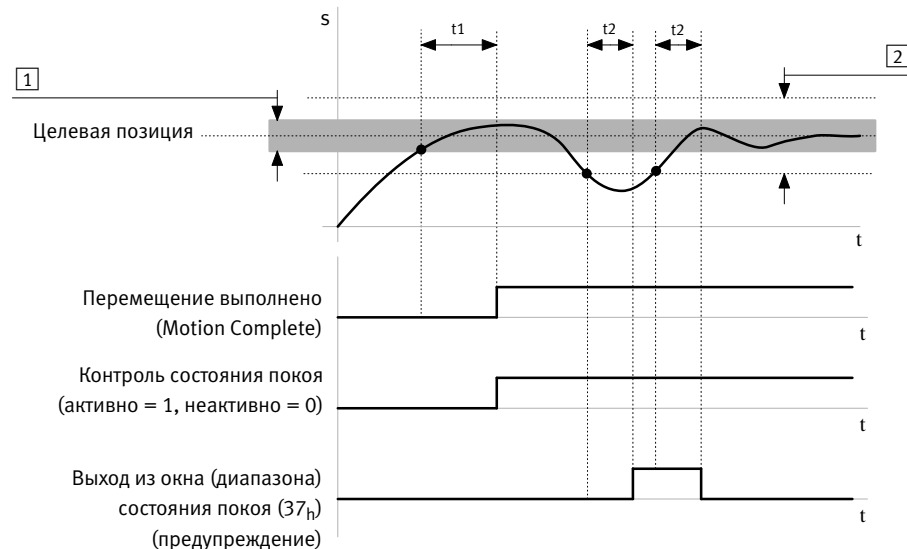 s
t1
t2
t2
1
2
Целевая позиция
t
Перемещение выполнено
(Motion Complete)
t
Контроль состояния покоя
(активно = 1, неактивно = 0)
t
Выход из окна (диапазона)
состояния покоя (37h)
(предупреждение)
t